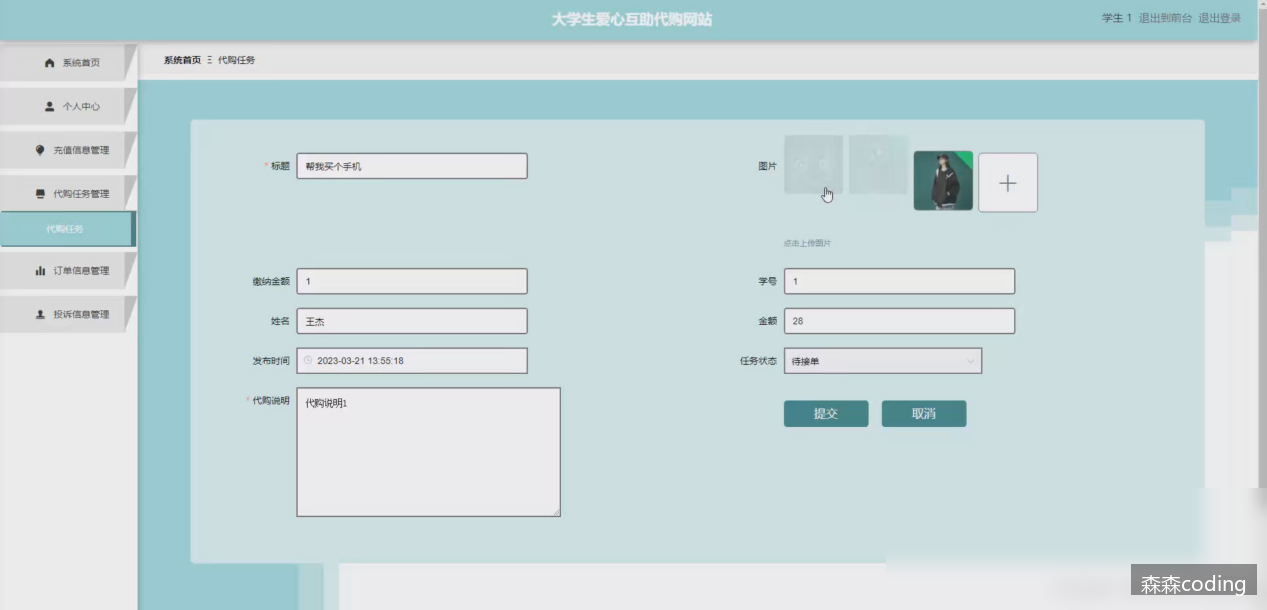 大学生爱心互助代购网站
学生 1 退出到前台 退出登录
系统首页
个人中心
充值信息管理
代购任务管理
代购任务
订单信息管理
投诉信息管理
系统首页 Ξ 代购任务
* 标题 帮我买个手机
图片
点击上传图片
缴纳金额 1
学号 1
姓名 王杰
金额 28
发布时间 2023-03-21 13:55:18
任务状态 待接单
* 代购说明 代购说明1
提交 取消
森森coding